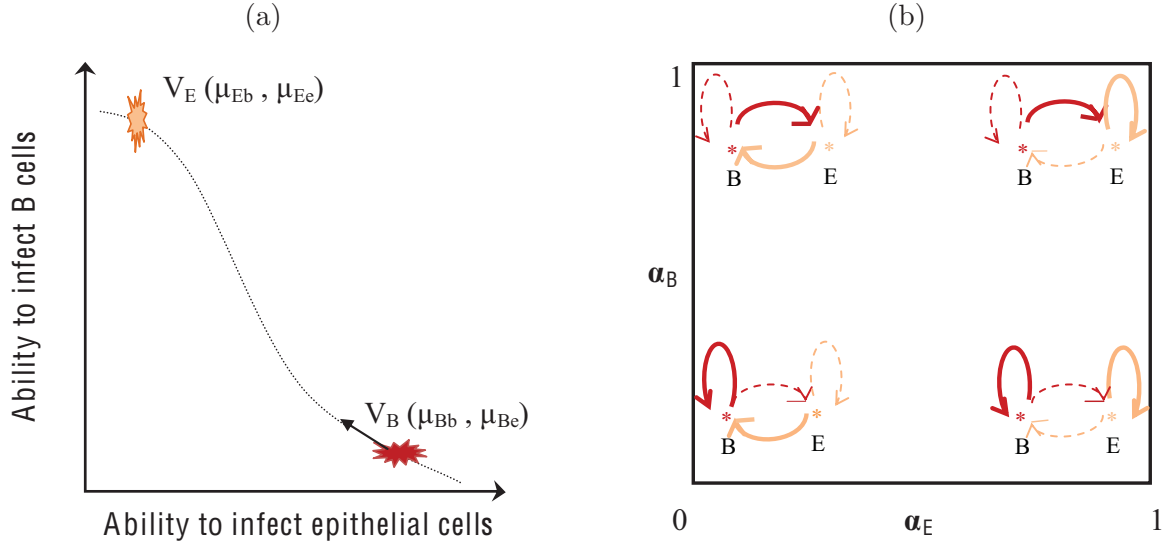 (a)
V_E (μ_Eb , μ_Ee)
V_B (μ_Bb , μ_Be)
Ability to infect B cells
Ability to infect epithelial cells
(b)
1
* * * *
B E B E
α_B
* * * *
B E B E
0 α_E 1